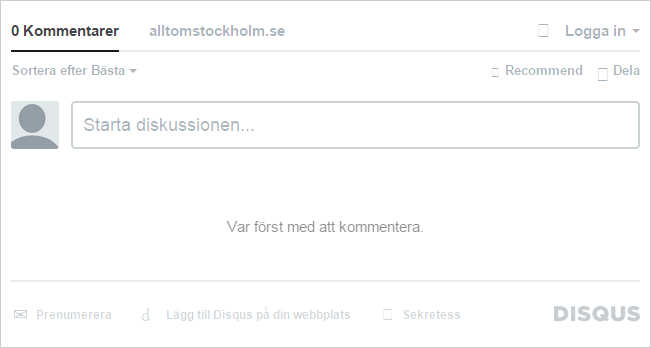 0 Kommentarer alltomstockholm.se Logga in
Sortera efter Bästa Recommend Dela
Starta diskussionen...
Var först med att kommentera.
Prenumerera d Lägg till Disqus på din webbplats Sekretess DISQUS